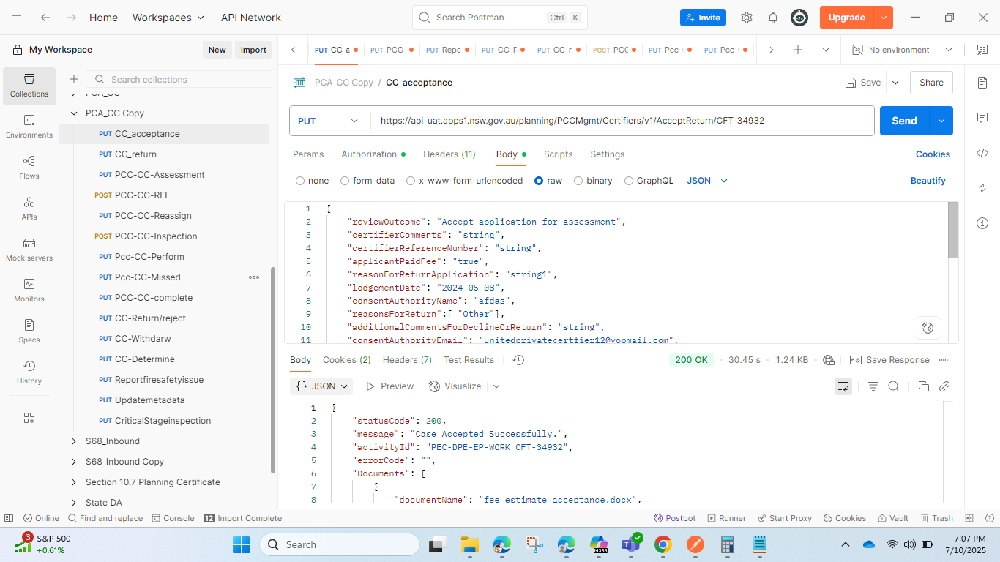 Home
Workspaces
API Network
Search Postman
Ctrl K
Invite
Upgrade
My Workspace
New
Import
PUT CC_a
PUT PCC-
PUT Repo
PUT CC-F
PUT CC_r
POST PCC
PUT Pcc-
PUT Pcc-
No environment
Collections
Environments
Flows
APIs
Mock servers
Monitors
Specs
History
Search collections
PCA_CC
PCA_CC Copy
PUT CC_acceptance
PUT CC_return
PUT PCC-CC-Assessment
POST PCC-CC-RFI
PUT PCC-CC-Reassign
POST PCC-CC-Inspection
PUT Pcc-CC-Perform
PUT Pcc-CC-Missed
PUT PCC-CC-complete
PUT CC-Return/reject
PUT CC-Withdarw
PUT CC-Determine
PUT Reportfiresafetyissue
PUT Updatemetadata
PUT CriticalStageinspection
S68_Inbound
S68_Inbound Copy
Section 10.7 Planning Certificate
State DA
HTTP PCA_CC Copy / CC_acceptance
Save
Share
PUT https://api-uat.apps1.nsw.gov.au/planning/PCCMgmt/Certifiers/v1/AcceptReturn/CFT-34932
Send
Params Authorization Headers (11) Body Scripts Settings
Cookies
none form-data x-www-form-urlencoded raw binary GraphQL JSON
Beautify
1 {
2 "reviewOutcome": "Accept application for assessment",
3 "certifierComments": "string",
4 "certifierReferenceNumber": "string",
5 "applicantPaidFee": "true",
6 "reasonForReturnApplication": "string1",
7 "lodgementDate": "2024-05-08",
8 "consentAuthorityName": "afdas",
9 "reasonsForReturn":[ "Other"],
10 "additionalCommentsForDeclineOrReturn": "string",
11 "consentAuthorityEmail": "unitedprivatecertfier12@yopmail.com",
Body Cookies (2) Headers (7) Test Results
200 OK 30.45 s 1.24 KB
e.g. Save Response
{} JSON Preview Visualize
1 {
2 "statusCode": 200,
3 "message": "Case Accepted Successfully.",
4 "activityId": "PEC-DPE-EP-WORK CFT-34932",
5 "errorCode": "",
6 "Documents": [
7 {
8 "documentName": "fee estimate acceptance.docx",
Online
Find and replace
Console
12 Import Complete
Postbot
Runner
Start Proxy
Cookies
Vault
Trash
3
S&P 500
+0.61%
Search
M365
7:07 PM
7/10/2025